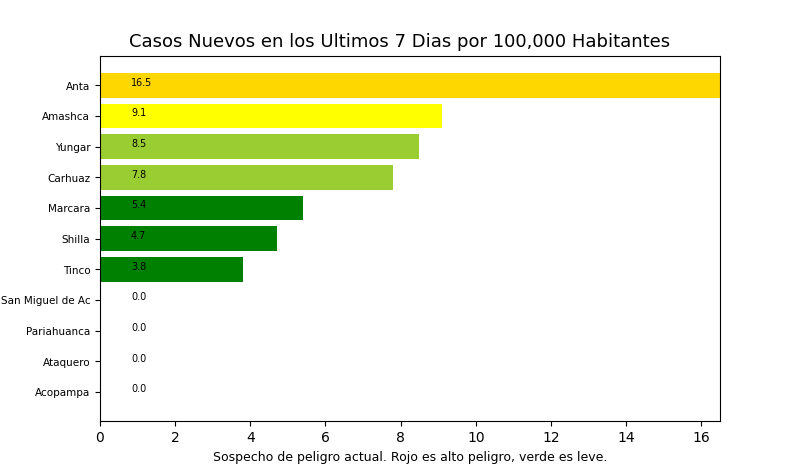 Casos Nuevos en los Ultimos 7 Dias por 100,000 Habitantes
Anta 16.5
Amashca 9.1
Yungar 8.5
Carhuaz 7.8
Marcara 5.4
Shilla 4.7
Tinco 3.8
San Miguel de Ac 0.0
Pariahuanca 0.0
Ataquero 0.0
Acopampa 0.0
0 2 4 6 8 10 12 14 16
Sospecho de peligro actual. Rojo es alto peligro, verde es leve.